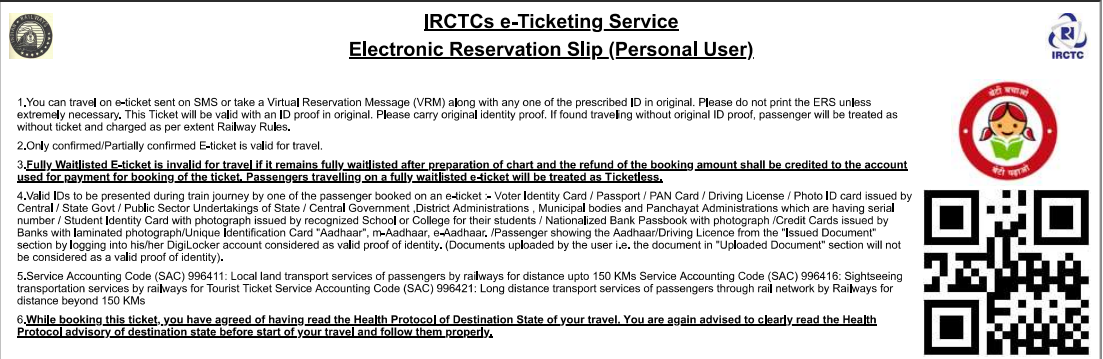 IRCTCs e-Ticketing Service
Electronic Reservation Slip (Personal User)
IRCTC
1.You can travel on e-ticket sent on SMS or take a Virtual Reservation Message (VRM) along with any one of the prescribed ID in original. Please do not print the ERS unless
extremely necessary. This Ticket will be valid with an ID proof in original. Please carry original identity proof. If found traveling without original ID proof, passenger will be treated as
without ticket and charged as per extent Railway Rules.
2.Only confirmed/Partially confirmed E-ticket is valid for travel.
3.Fully Waitlisted E-ticket is invalid for travel if it remains fully waitlisted after preparation of chart and the refund of the booking amount shall be credited to the account
used for payment for booking of the ticket. Passengers travelling on a fully waitlisted e-ticket will be treated as Ticketless.
4.Valid IDs to be presented during train journey by one of the passenger booked on an e-ticket :- Voter Identity Card / Passport / PAN Card / Driving License / Photo ID card issued by
Central / State Govt / Public Sector Undertakings of State / Central Government ,District Administrations , Municipal bodies and Panchayat Administrations which are having serial
number / Student Identity Card with photograph issued by recognized School or College for their students / Nationalized Bank Passbook with photograph /Credit Cards issued by
Banks with laminated photograph/Unique Identification Card "Aadhaar", m-Aadhaar, e-Aadhaar. /Passenger showing the Aadhaar/Driving Licence from the "Issued Document"
section by logging into his/her DigiLocker account considered as valid proof of identity. (Documents uploaded by the user i.e. the document in "Uploaded Document" section will not
be considered as a valid proof of identity).
5.Service Accounting Code (SAC) 996411: Local land transport services of passengers by railways for distance upto 150 KMs Service Accounting Code (SAC) 996416: Sightseeing
transportation services by railways for Tourist Ticket Service Accounting Code (SAC) 996421: Long distance transport services of passengers through rail network by Railways for
distance beyond 150 KMs
6.While booking this ticket, you have agreed of having read the Health Protocol of Destination State of your travel. You are again advised to clearly read the Health
Protocol advisory of destination state before start of your travel and follow them properly.
बेटी बचाओ
बेटी पढ़ाओ